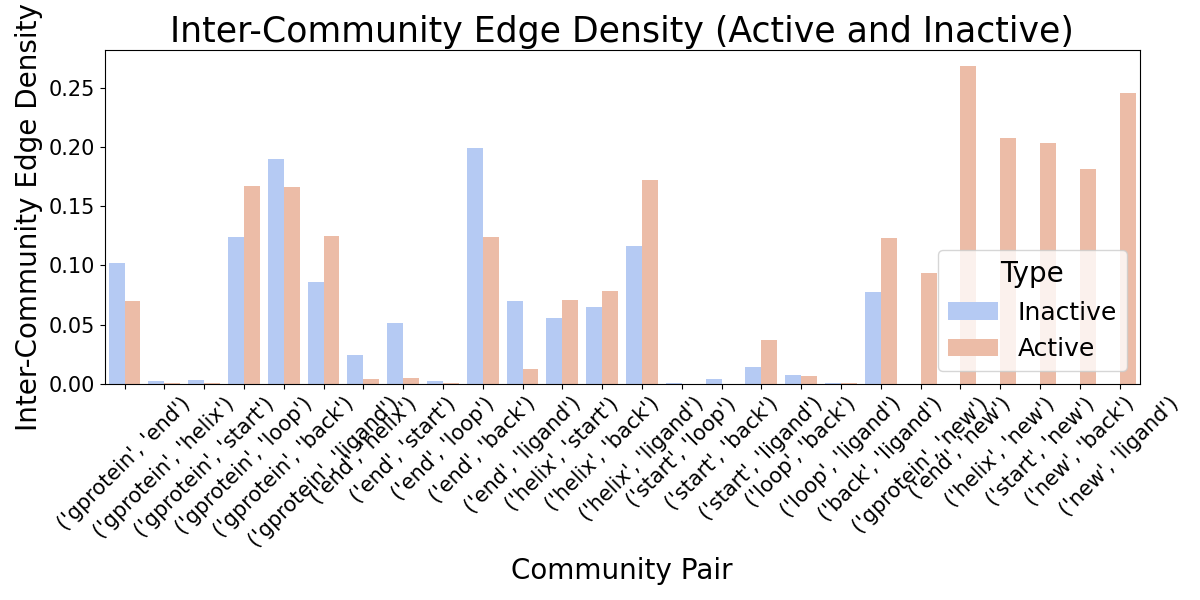 Inter-Community Edge Density (Active and Inactive)
Inter-Community Edge Density
0.25
0.20
0.15
0.10
0.05
0.00
Type
Inactive
Active
('gprotein', 'end')
('gprotein', 'helix')
('gprotein', 'start')
('gprotein', 'loop')
('gprotein', 'back')
('gprotein', 'ligand')
('end', 'helix')
('end', 'start')
('end', 'loop')
('end', 'back')
('end', 'ligand')
('helix', 'start')
('helix', 'back')
('helix', 'ligand')
('start', 'loop')
('start', 'back')
('start', 'ligand')
('loop', 'back')
('loop', 'ligand')
('back', 'ligand')
('gprotein', 'new')
('end', 'new')
('helix', 'new')
('start', 'new')
('new', 'back')
('new', 'ligand')
Community Pair